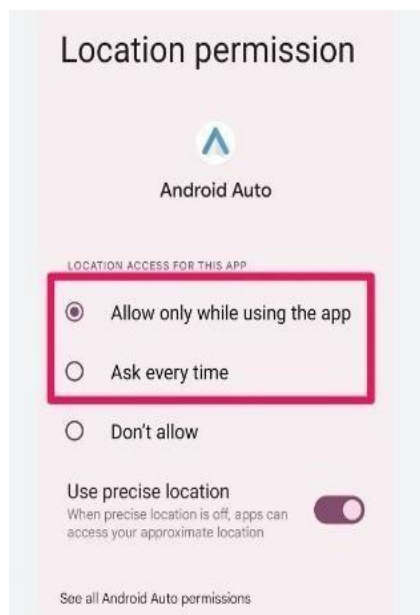 Location permission
Android Auto
LOCATION ACCESS FOR THIS APP
Allow only while using the app
Ask every time
Don't allow
Use precise location
When precise location is off, apps can
access your approximate location
See all Android Auto permissions